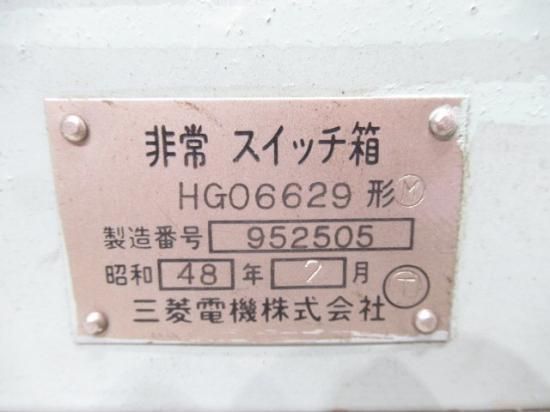 非常 スイッチ箱
HG06629 形 M
製造番号 952505
昭和 48 年 2 月
三菱電機株式会社